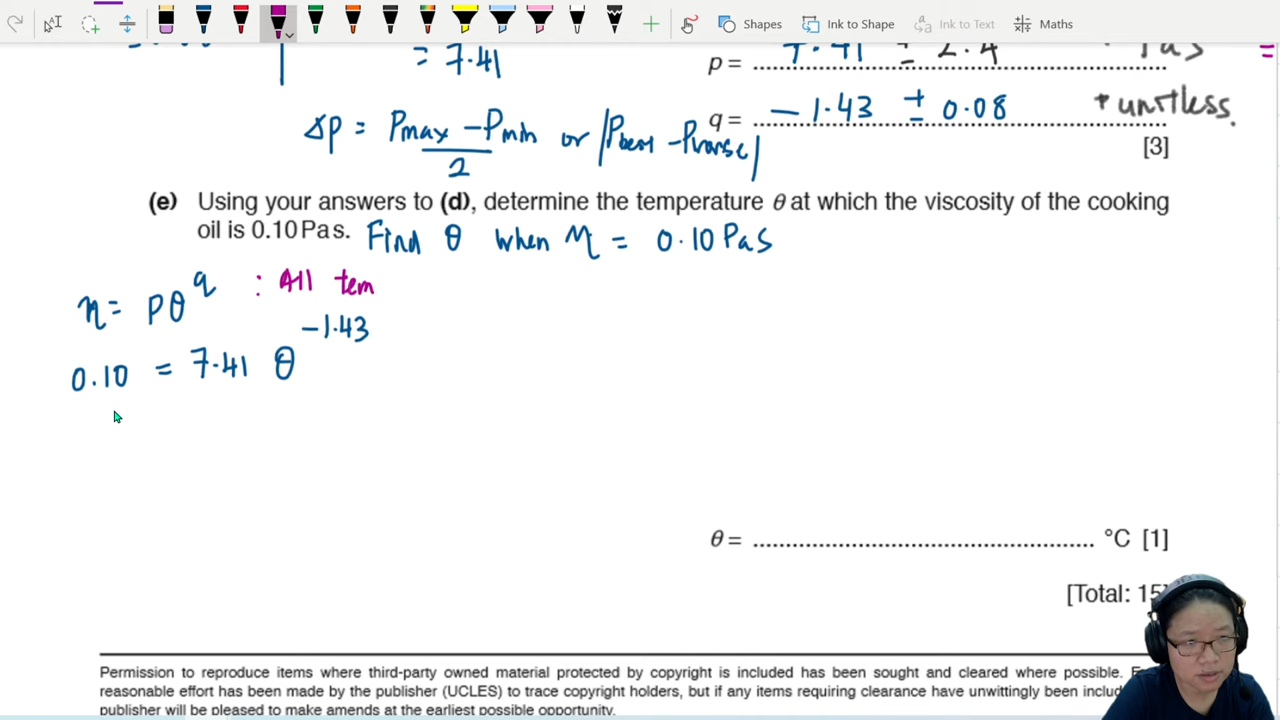 Shapes Ink to Shape Ink to Text Maths
= 7.41
p = 7.41 ± 2.4 Pas
q = −1.43 ± 0.08 unitless.
Δp = Pmax − Pmin / 2 or |Pbest − Pworse|
[3]
(e) Using your answers to (d), determine the temperature θ at which the viscosity of the cooking
oil is 0.10 Pa s. Find θ when η = 0.10 Pas
η = pθ^q : All tem
0.10 = 7.41 θ^−1.43
θ = .................................................. °C [1]
[Total: 15]
Permission to reproduce items where third-party owned material protected by copyright is included has been sought and cleared where possible.
reasonable effort has been made by the publisher (UCLES) to trace copyright holders, but if any items requiring clearance have unwittingly been
publisher will be pleased to make amends at the earliest possible opportunity.